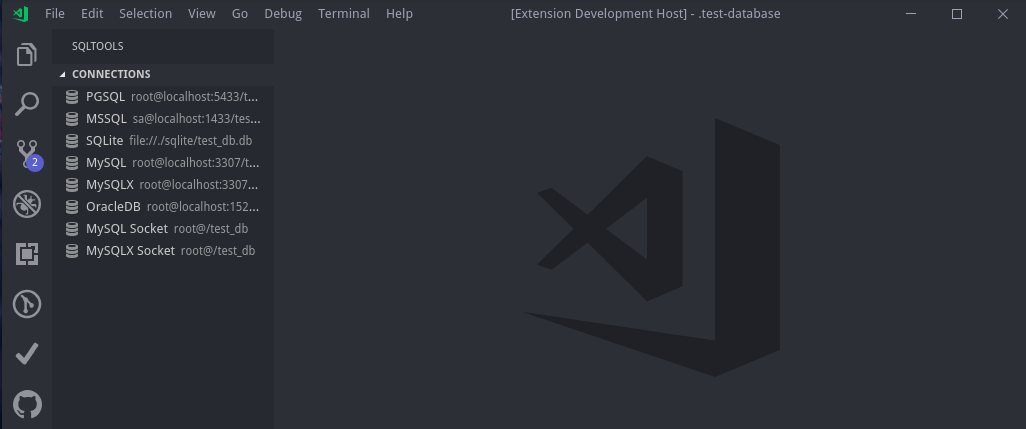 File Edit Selection View Go Debug Terminal Help [Extension Development Host] - .test-database
SQLTOOLS
CONNECTIONS
PGSQL root@localhost:5433/t...
MSSQL sa@localhost:1433/tes...
SQLite file://./sqlite/test_db.db
MySQL root@localhost:3307/t...
2
MySQLX root@localhost:3307...
OracleDB root@localhost:152...
MySQL Socket root@/test_db
MySQLX Socket root@/test_db